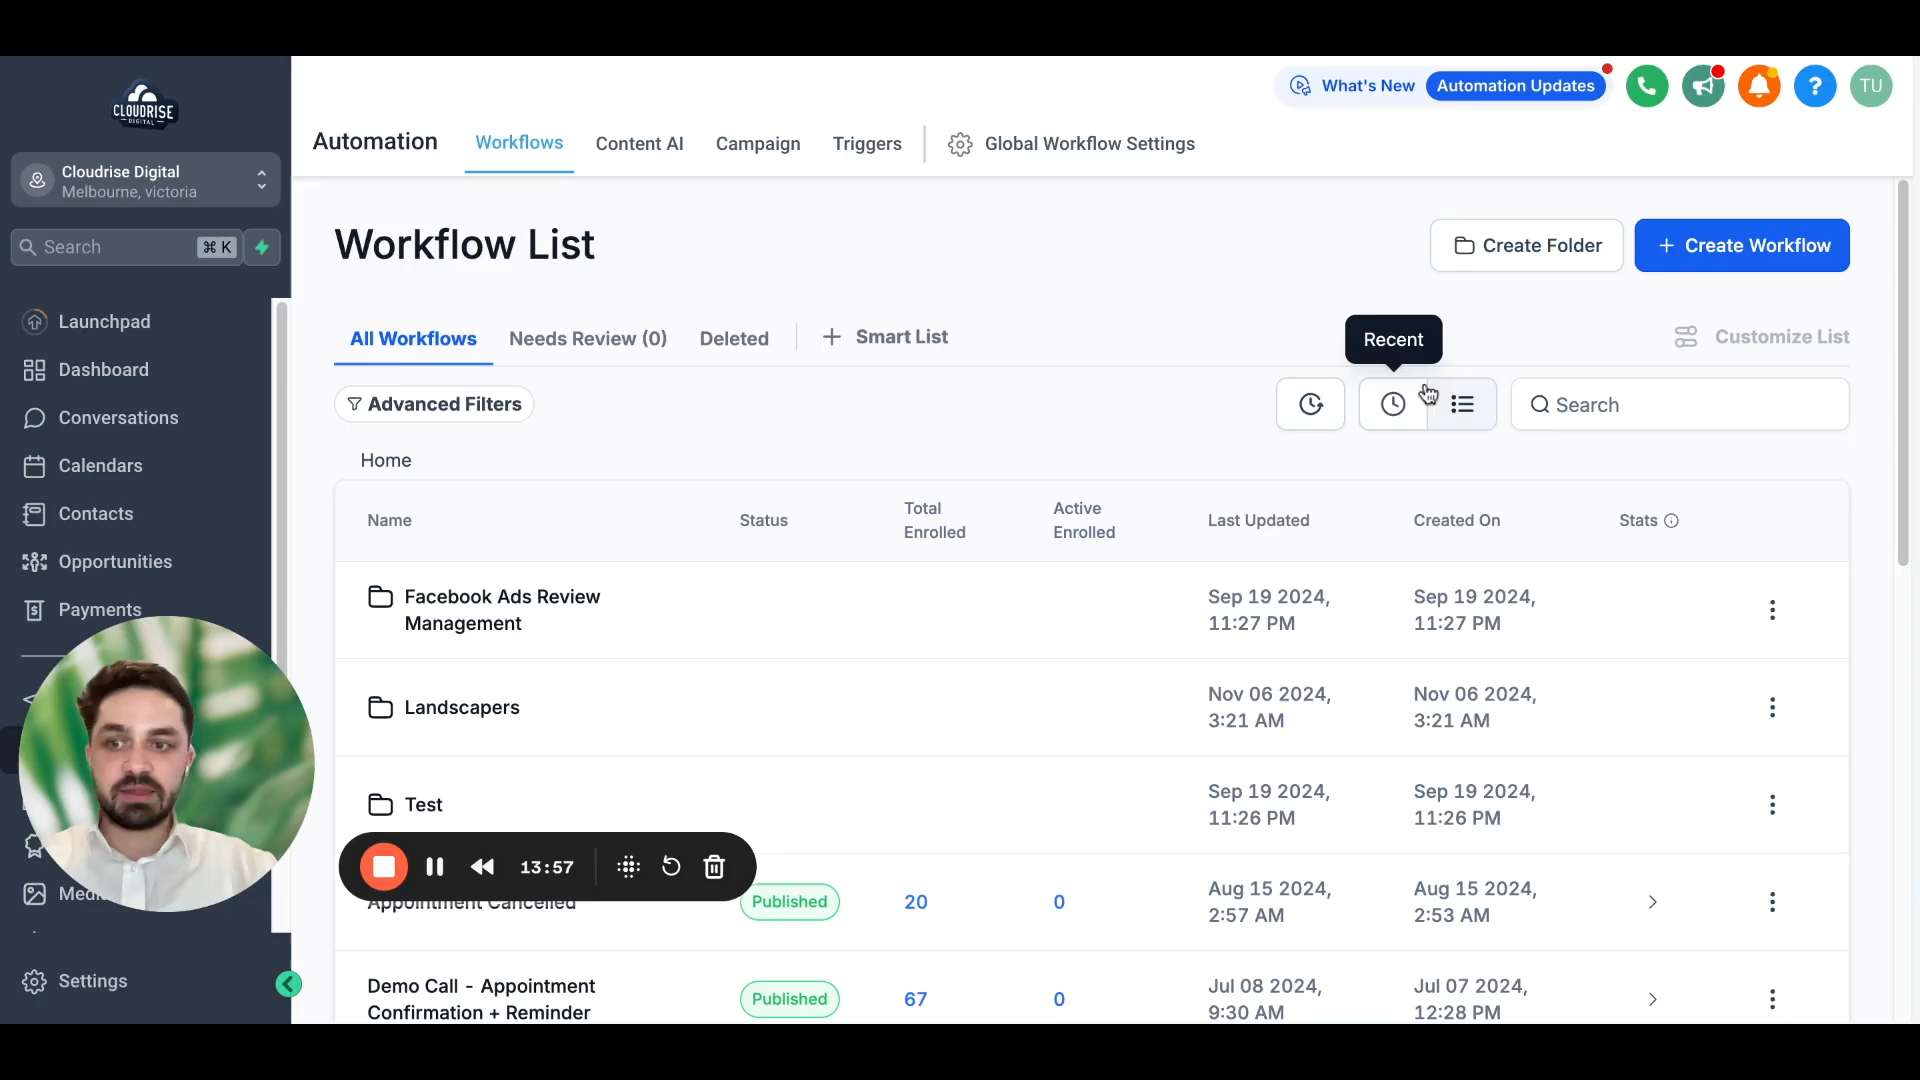 CLOUDRISE
DIGITAL
Cloudrise Digital
Melbourne, victoria
Search ⌘ K
Launchpad
Dashboard
Conversations
Calendars
Contacts
Opportunities
Payments
Settings
What's New Automation Updates
? TU
Automation Workflows Content AI Campaign Triggers Global Workflow Settings
Workflow List
Create Folder + Create Workflow
All Workflows Needs Review (0) Deleted + Smart List
Recent
Customize List
Advanced Filters
Search
Home
Name Status Total Enrolled Active Enrolled Last Updated Created On Stats
Facebook Ads Review Management Sep 19 2024, 11:27 PM Sep 19 2024, 11:27 PM
Landscapers Nov 06 2024, 3:21 AM Nov 06 2024, 3:21 AM
Test Sep 19 2024, 11:26 PM Sep 19 2024, 11:26 PM
13:57
Appointment Cancelled Published 20 0 Aug 15 2024, 2:57 AM Aug 15 2024, 2:53 AM
Demo Call - Appointment Confirmation + Reminder Published 67 0 Jul 08 2024, 9:30 AM Jul 07 2024, 12:28 PM